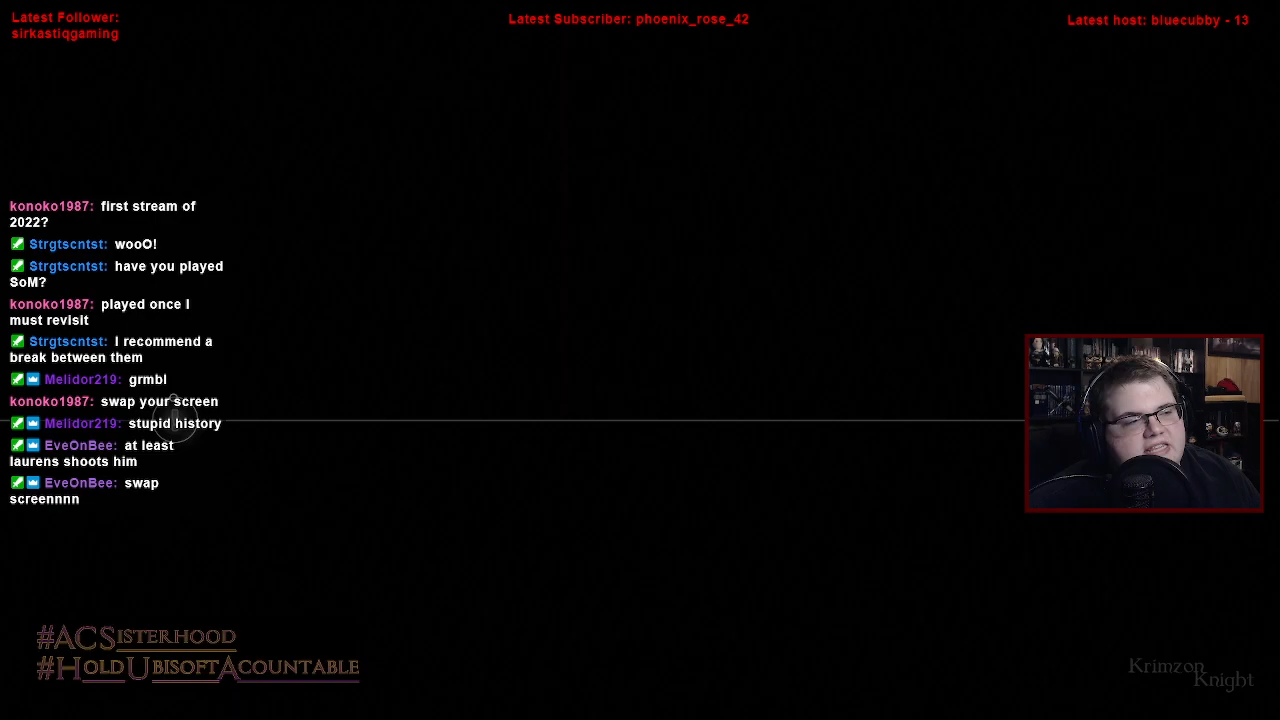 Latest Follower:
sirkastiqgaming
Latest Subscriber: phoenix_rose_42
Latest host: bluecubby - 13
konoko1987: first stream of
2022?
Strgtscntst: wooO!
Strgtscntst: have you played
SoM?
konoko1987: played once I
must revisit
Strgtscntst: I recommend a
break between them
Melidor219: grmbl
konoko1987: swap your screen
Melidor219: stupid history
EveOnBee: at least
laurens shoots him
EveOnBee: swap
screennnn
#ACSisterhood
#HoldUbisoftAcountable
Krimzon
Knight